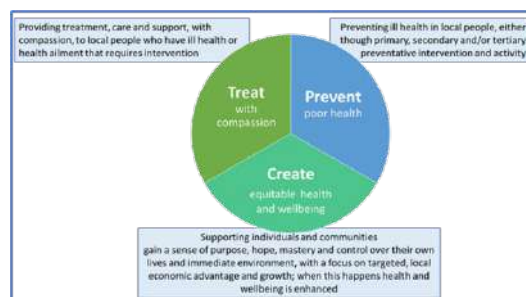 Providing treatment, care and support, with
compassion, to local people who have ill health or
health ailment that requires intervention
Preventing ill health in local people, either
though primary, secondary and/or tertiary
preventative intervention and activity
Treat
with
compassion
Prevent
poor health
Create
equitable health
and wellbeing
Supporting individuals and communities
gain a sense of purpose, hope, mastery and control over their own
lives and immediate environment, with a focus on targeted, local
economic advantage and growth; when this happens health and
wellbeing is enhanced